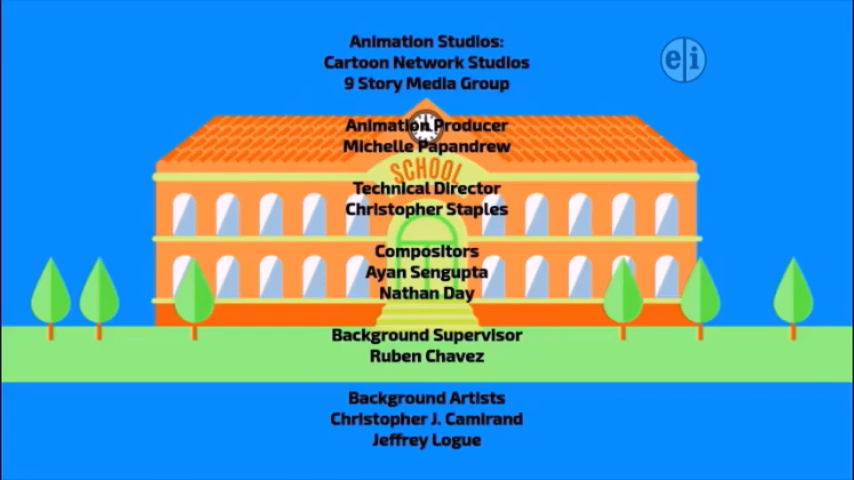 Animation Studios:
Cartoon Network Studios
9 Story Media Group
e/i
Animation Producer
Michelle Papandrew
SCHOOL
Technical Director
Christopher Staples
Compositors
Ayan Sengupta
Nathan Day
Background Supervisor
Ruben Chavez
Background Artists
Christopher J. Camirand
Jeffrey Logue